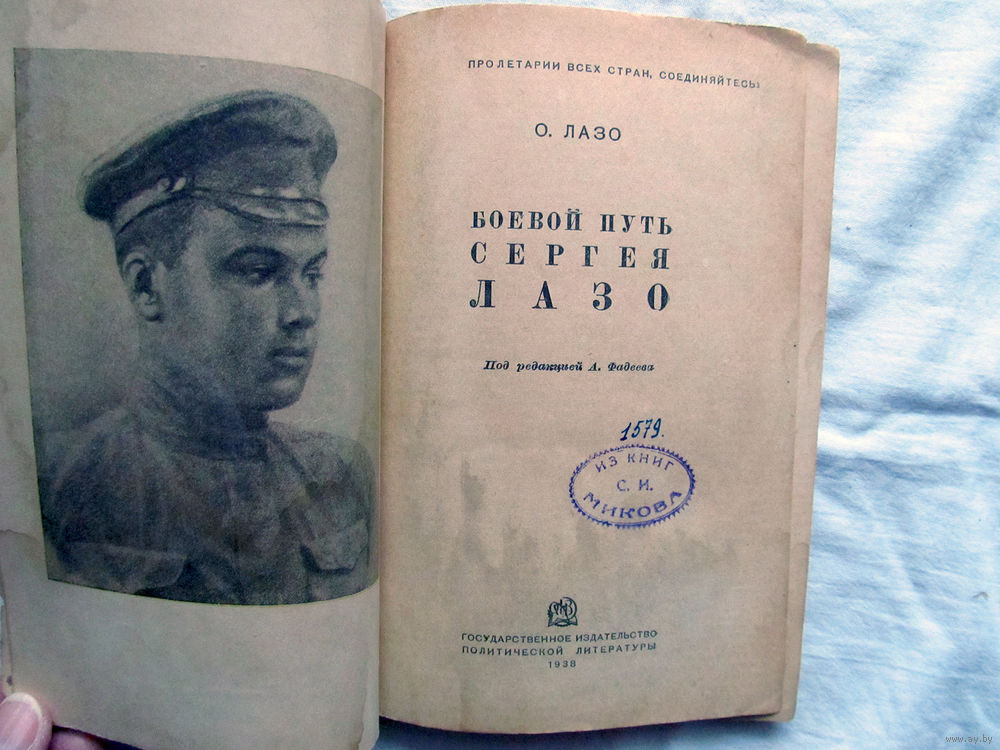 ПРОЛЕТАРИИ ВСЕХ СТРАН, СОЕДИНЯЙТЕСЬ!
О. ЛАЗО
БОЕВОЙ ПУТЬ
СЕРГЕЯ
ЛАЗО
Под редакцией А. Фадеева
1579.
ИЗ КНИГ
С. И.
МИКОВА
ГОСУДАРСТВЕННОЕ ИЗДАТЕЛЬСТВО
ПОЛИТИЧЕСКОЙ ЛИТЕРАТУРЫ
1938
www.ay.by